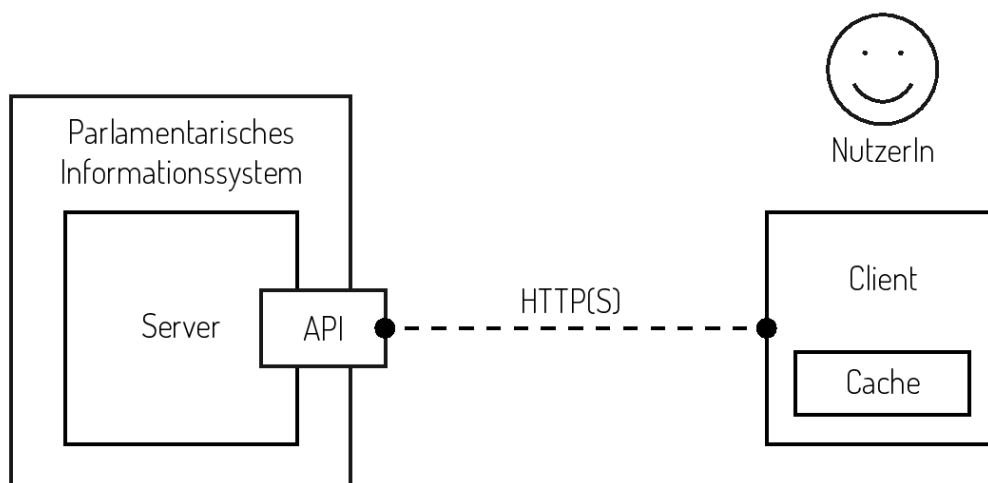 Parlamentarisches
Informationssystem
Server
API
HTTP(S)
NutzerIn
Client
Cache